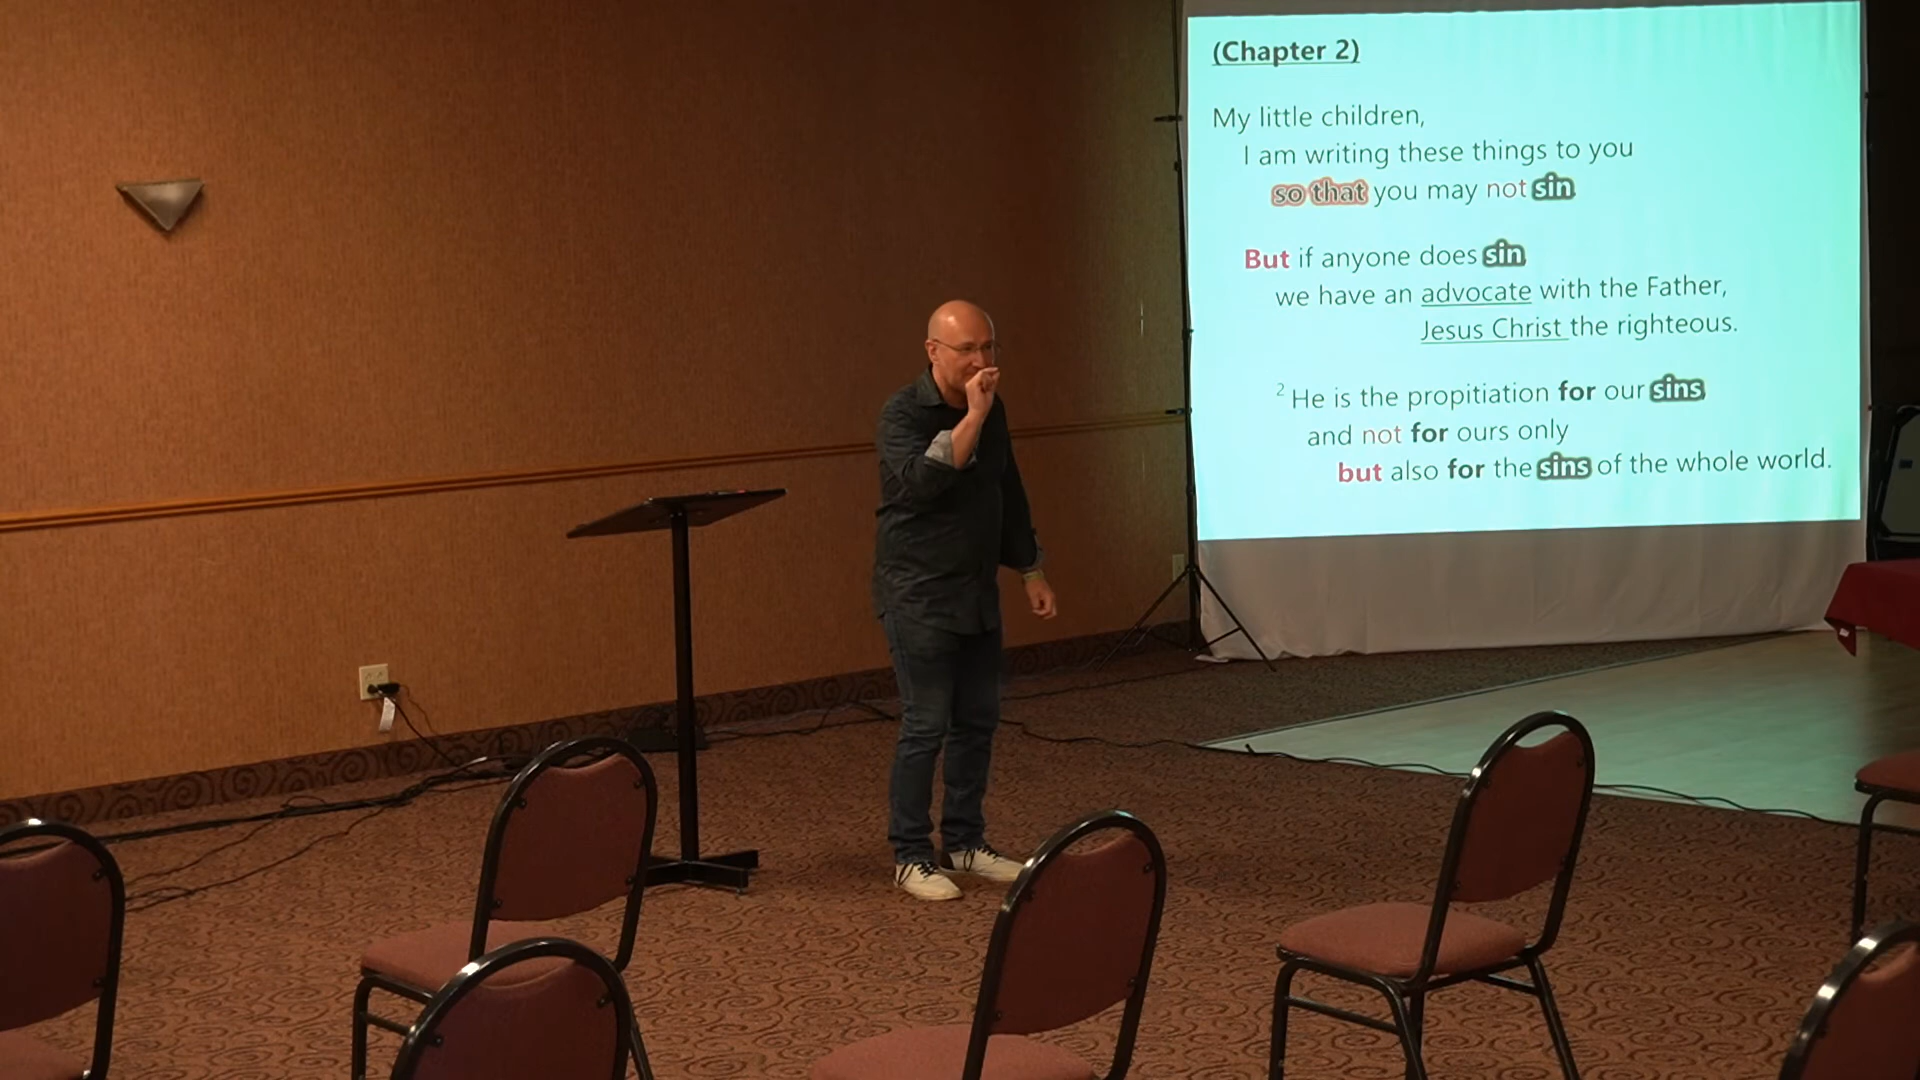 (Chapter 2)
My little children,
I am writing these things to you
so that you may not sin
But if anyone does sin
we have an advocate with the Father,
Jesus Christ the righteous.
2 He is the propitiation for our sins
and not for ours only
but also for the sins of the whole world.